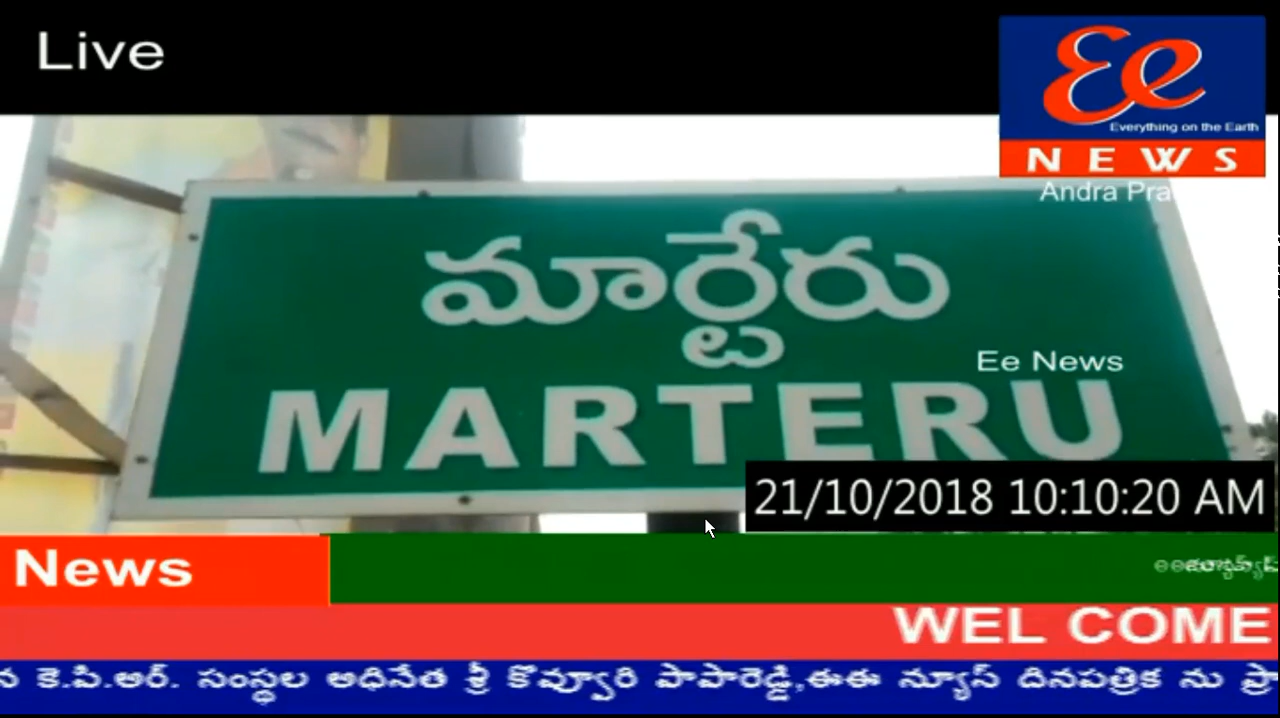 Live
Ee
Everything on the Earth
NEWS
Andra Pra
మార్టేరు
Ee News
MARTERU
21/10/2018 10:10:20 AM
News
WEL COME
న కె.పి.ఆర్. సంస్థల అధినేత శ్రీ కొవ్వూరి పాపారెడ్డి,ఈఈ న్యూస్ దినపత్రిక ను ప్రా